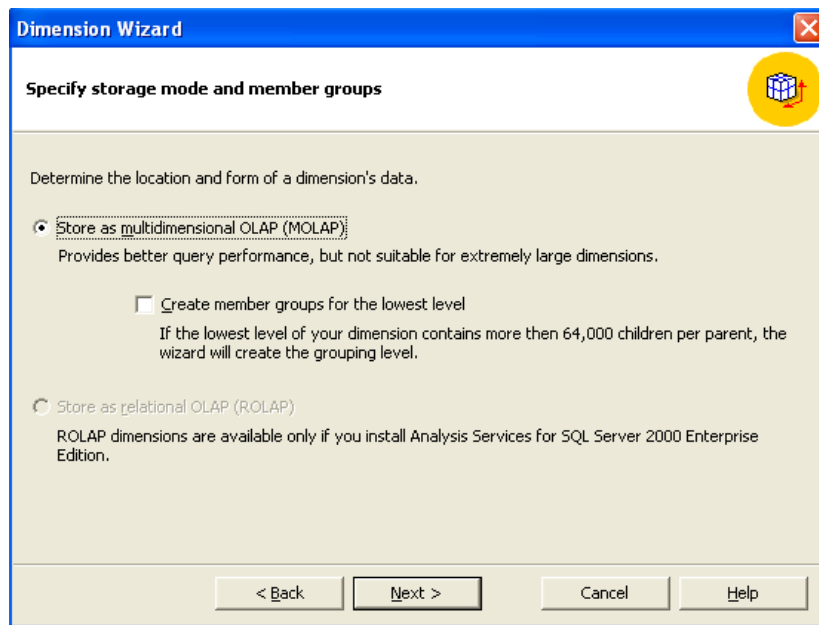 Dimension Wizard
Specify storage mode and member groups
Determine the location and form of a dimension's data.
Store as multidimensional OLAP (MOLAP)
Provides better query performance, but not suitable for extremely large dimensions.
Create member groups for the lowest level
If the lowest level of your dimension contains more then 64,000 children per parent, the
wizard will create the grouping level.
Store as relational OLAP (ROLAP)
ROLAP dimensions are available only if you install Analysis Services for SQL Server 2000 Enterprise
Edition.
< Back Next > Cancel Help